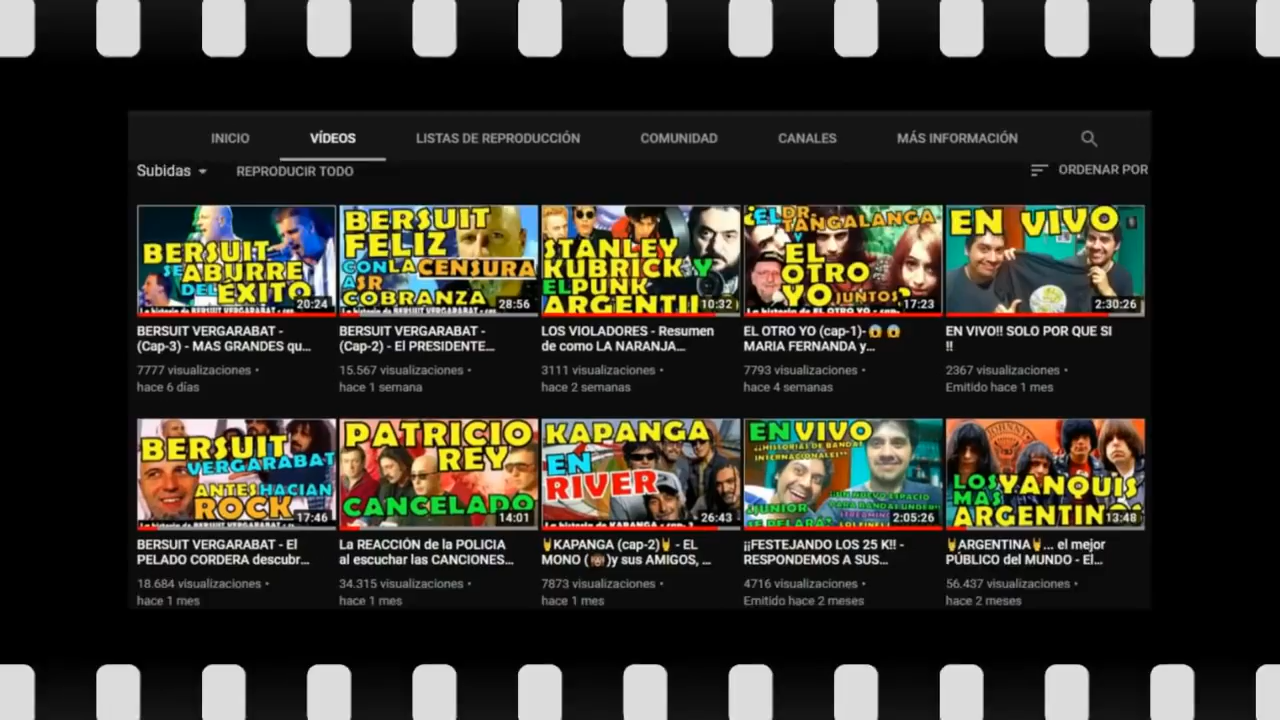 INICIO
VÍDEOS
LISTAS DE REPRODUCCIÓN
COMUNIDAD
CANALES
MÁS INFORMACIÓN
Subidas
REPRODUCIR TODO
ORDENAR POR
BERSUIT
SE ABURRE
DEL ÉXITO
20:24
BERSUIT
FELIZ
CON LA CENSURA
A SR
COBRANZA
28:56
STANLEY
KUBRICK Y
EL PUNK
10:32
¿EL DR
TANGALANGA
Y
EL
OTRO
YO JUNTOS?
17:23
EN VIVO
2:30:26
BERSUIT VERGARABAT -
(Cap-3) - MAS GRANDES qu...
7777 visualizaciones •
hace 6 días
BERSUIT VERGARABAT -
(Cap-2) - El PRESIDENTE...
15.567 visualizaciones •
hace 1 semana
LOS VIOLADORES - Resumen
de como LA NARANJA...
3111 visualizaciones •
hace 2 semanas
EL OTRO YO (cap-1)-😱😱
MARIA FERNANDA y...
7793 visualizaciones •
hace 4 semanas
EN VIVO!! SOLO POR QUE SI
!!
2367 visualizaciones •
Emitido hace 1 mes
BERSUIT
VERGARABAT
ANTES HACIAN
ROCK
17:46
PATRICIO
REY
CANCELADO
14:01
KAPANGA
EN
RIVER
La historia de KAPANGA - cap- 2
26:43
EN VIVO
¡¡HISTORIAS DE BANDAS
INTERNACIONALES
2:05:26
LOS YANQUIS
MAS
13:48
BERSUIT VERGARABAT - El
PELADO CORDERA descubr...
18.684 visualizaciones •
hace 1 mes
La REACCIÓN de la POLICIA
al escuchar las CANCIONES...
34.315 visualizaciones •
hace 1 mes
🤘KAPANGA (cap-2)🤘 - EL
MONO (🐵)y sus AMIGOS, ...
7873 visualizaciones •
hace 1 mes
¡¡FESTEJANDO LOS 25 K!! -
RESPONDEMOS A SUS...
4716 visualizaciones •
Emitido hace 2 meses
🤘ARGENTINA🤘... el mejor
PÚBLICO del MUNDO - El...
56.437 visualizaciones •
hace 2 meses